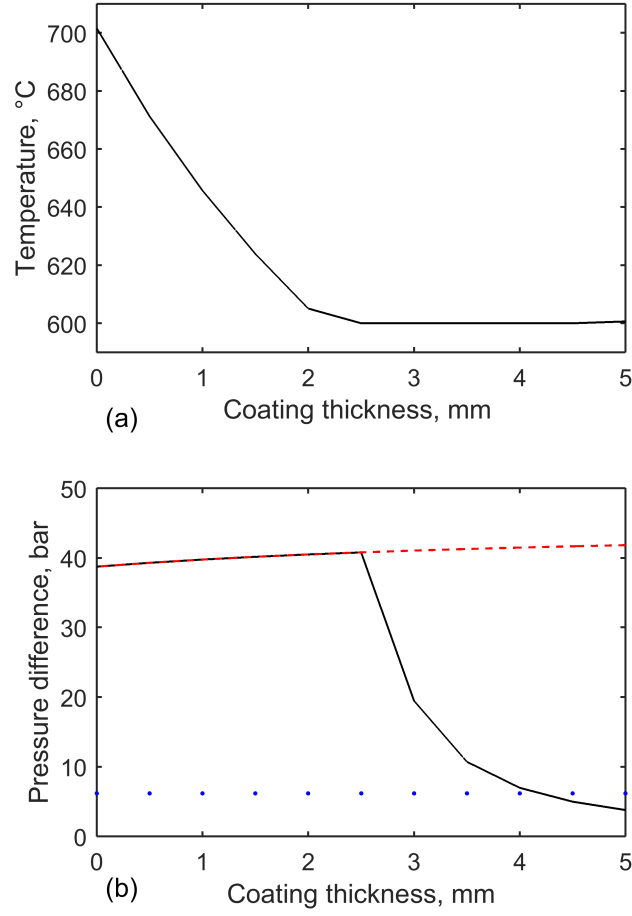 700
680
660
640
620
600
Temperature, °C
0 1 2 3 4 5
Coating thickness, mm
(a)
50
40
30
20
10
0
Pressure difference, bar
0 1 2 3 4 5
Coating thickness, mm
(b)